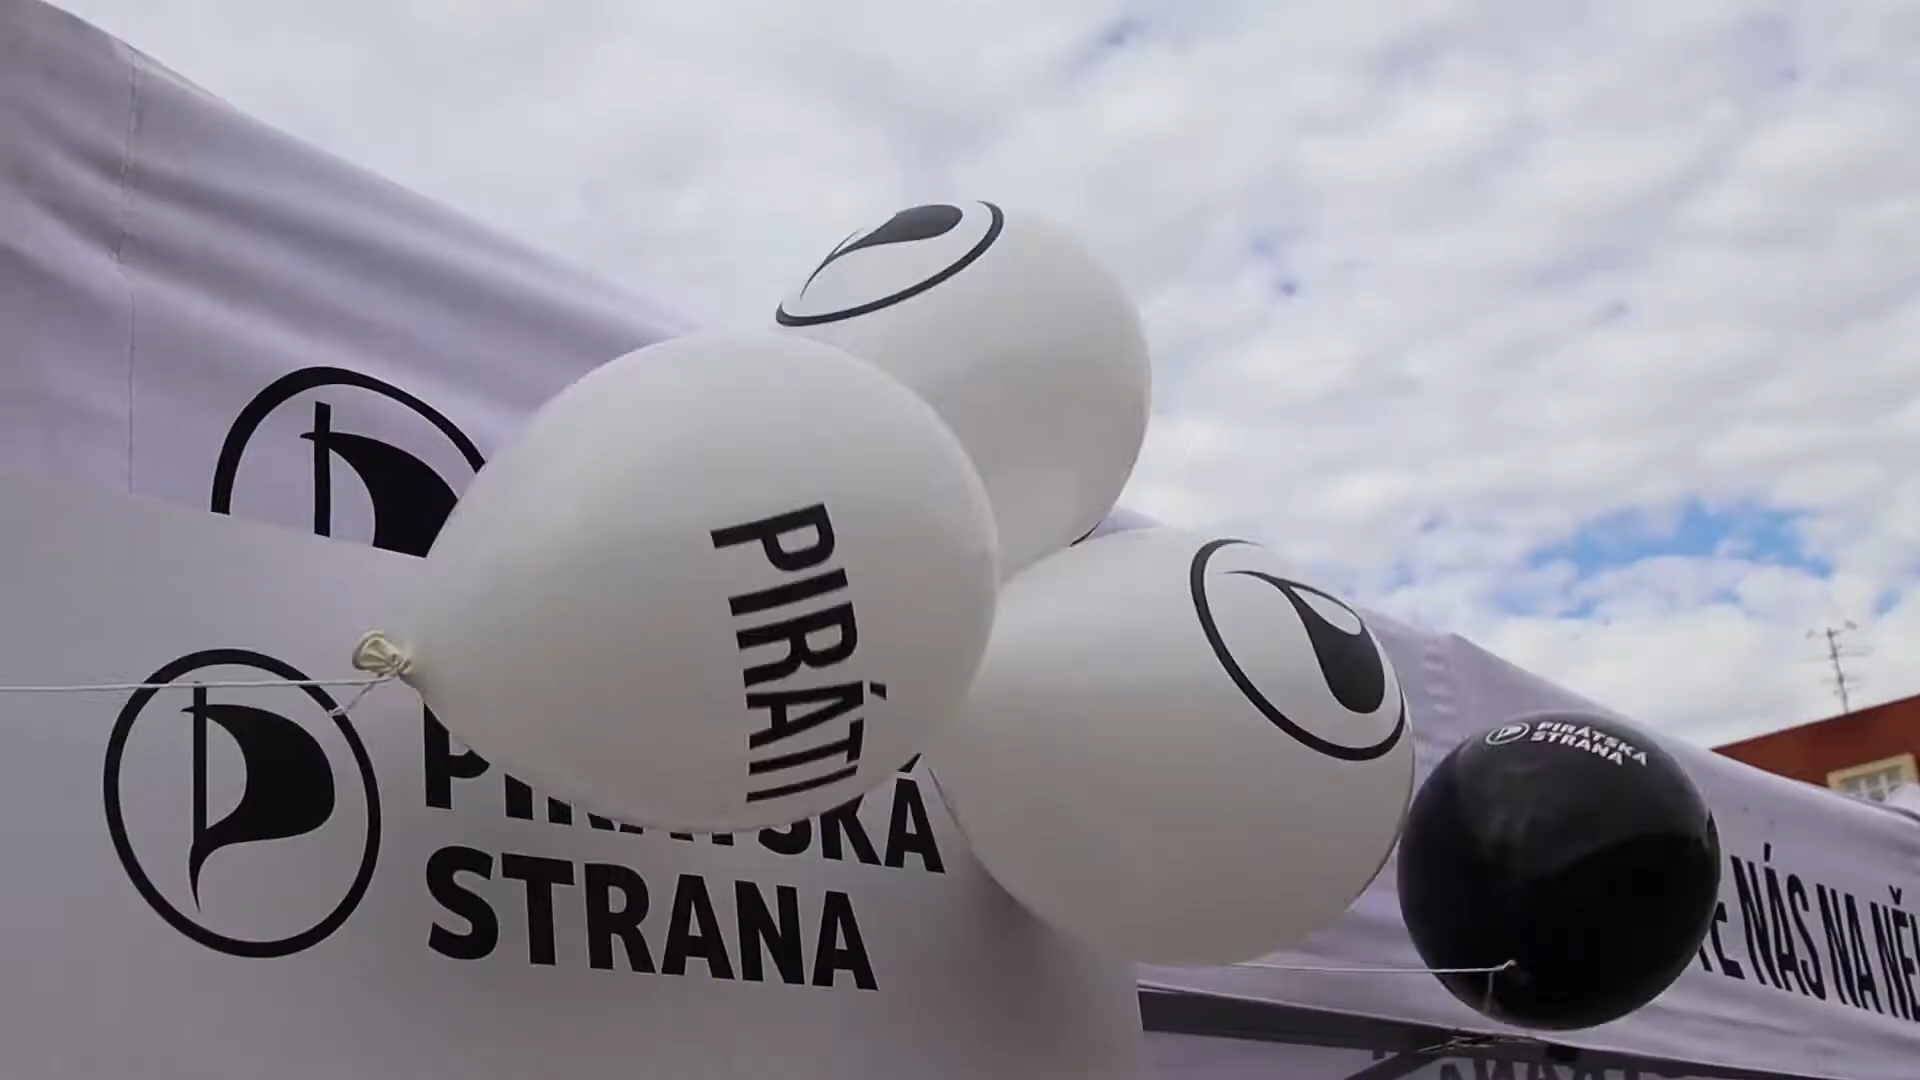 PIRÁTI
PIRÁTSKÁ
STRANA
PIRÁTSKÁ
STRANA
NÁS NA